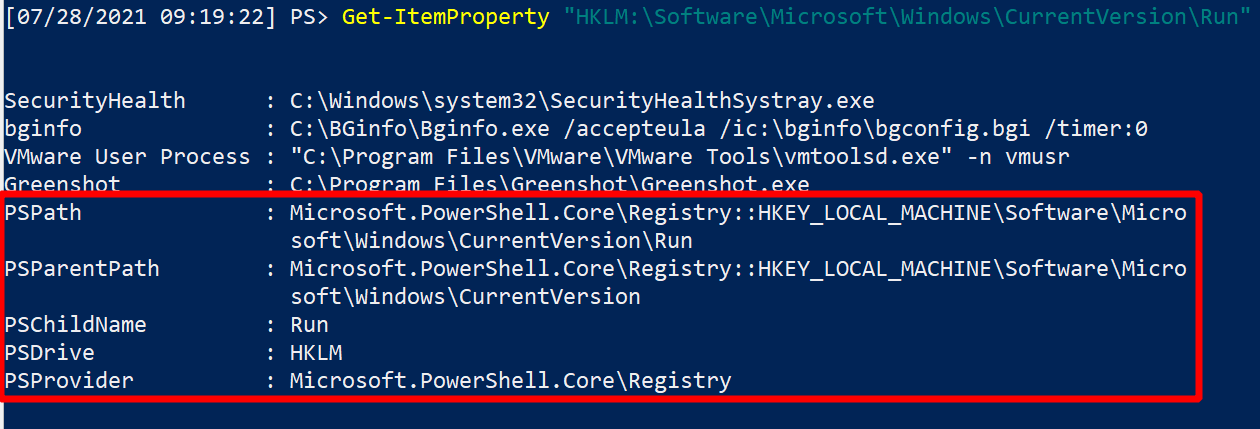 [07/28/2021 09:19:22] PS> Get-ItemProperty "HKLM:\Software\Microsoft\Windows\CurrentVersion\Run"
SecurityHealth : C:\Windows\system32\SecurityHealthSystray.exe
bginfo : C:\BGinfo\Bginfo.exe /accepteula /ic:\bginfo\bgconfig.bgi /timer:0
VMware User Process : "C:\Program Files\VMware\VMware Tools\vmtoolsd.exe" -n vmusr
Greenshot : C:\Program Files\Greenshot\Greenshot.exe
PSPath : Microsoft.PowerShell.Core\Registry::HKEY_LOCAL_MACHINE\Software\Micro
soft\Windows\CurrentVersion\Run
PSParentPath : Microsoft.PowerShell.Core\Registry::HKEY_LOCAL_MACHINE\Software\Micro
soft\Windows\CurrentVersion
PSChildName : Run
PSDrive : HKLM
PSProvider : Microsoft.PowerShell.Core\Registry